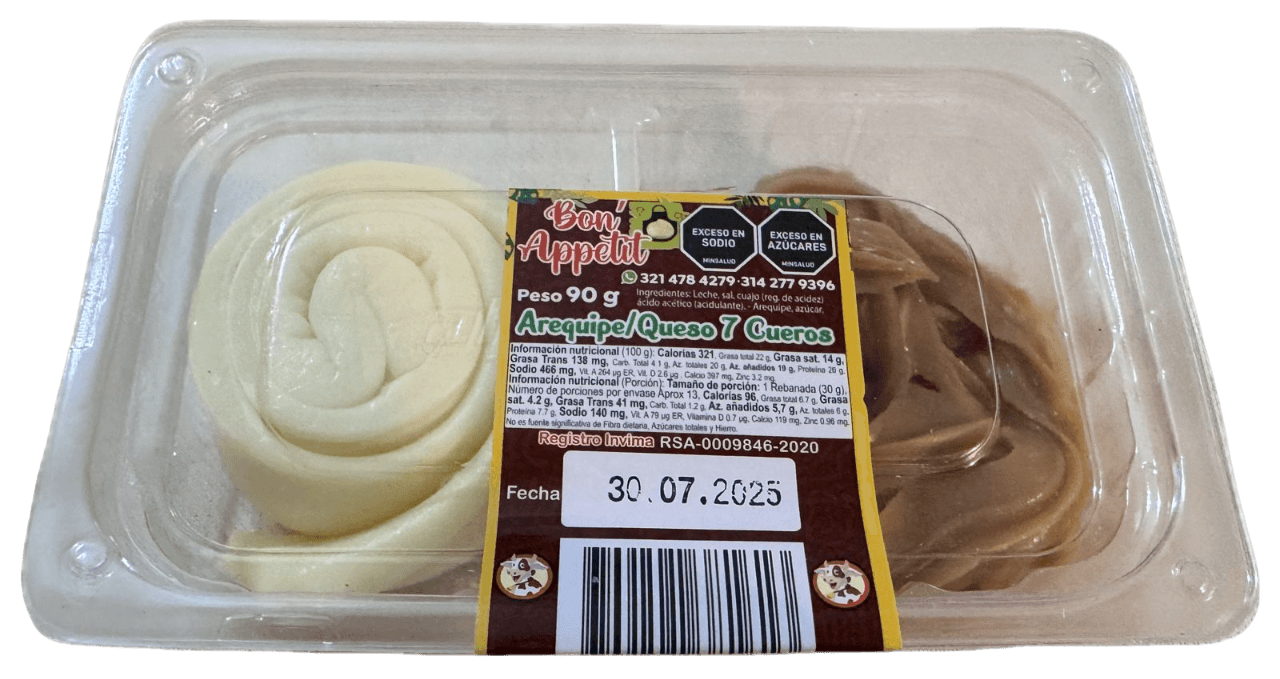 Bon'
Appétit
EXCESO EN
SODIO
MINSALUD
EXCESO EN
AZÚCARES
MINSALUD
321 478 4279·314 277 9396
Peso 90 g
Ingredientes: Leche, sal, cuajo (reg. de acidez)
ácido acético (acidulante). - Arequipe, azúcar.
Arequipe/Queso 7 Cueros
Información nutricional (100 g): Calorías 321, Grasa total 22 g, Grasa sat. 14 g,
Grasa Trans 138 mg, Carb. Total 4.1 g, Az. totales 20 g, Az. añadidos 19 g, Proteína 26 g,
Sodio 466 mg, Vit. A 264 µg ER, Vit. D 2.6 µg, Calcio 397 mg, Zinc 3.2 mg
Información nutricional (Porción): Tamaño de porción: 1 Rebanada (30 g),
Número de porciones por envase Aprox 13, Calorías 96, Grasa total 6.7 g, Grasa
sat. 4.2 g, Grasa Trans 41 mg, Carb. Total 1.2 g, Az. añadidos 5,7 g, Az. totales 6 g,
Proteína 7.7 g, Sodio 140 mg, Vit. A 79 µg ER, Vitamina D 0.7 µg, Calcio 119 mg, Zinc 0.96 mg.
No es fuente significativa de Fibra dietaria, Azúcares totales y Hierro.
Registro Invima RSA-0009846-2020
Fecha 30.07.2025